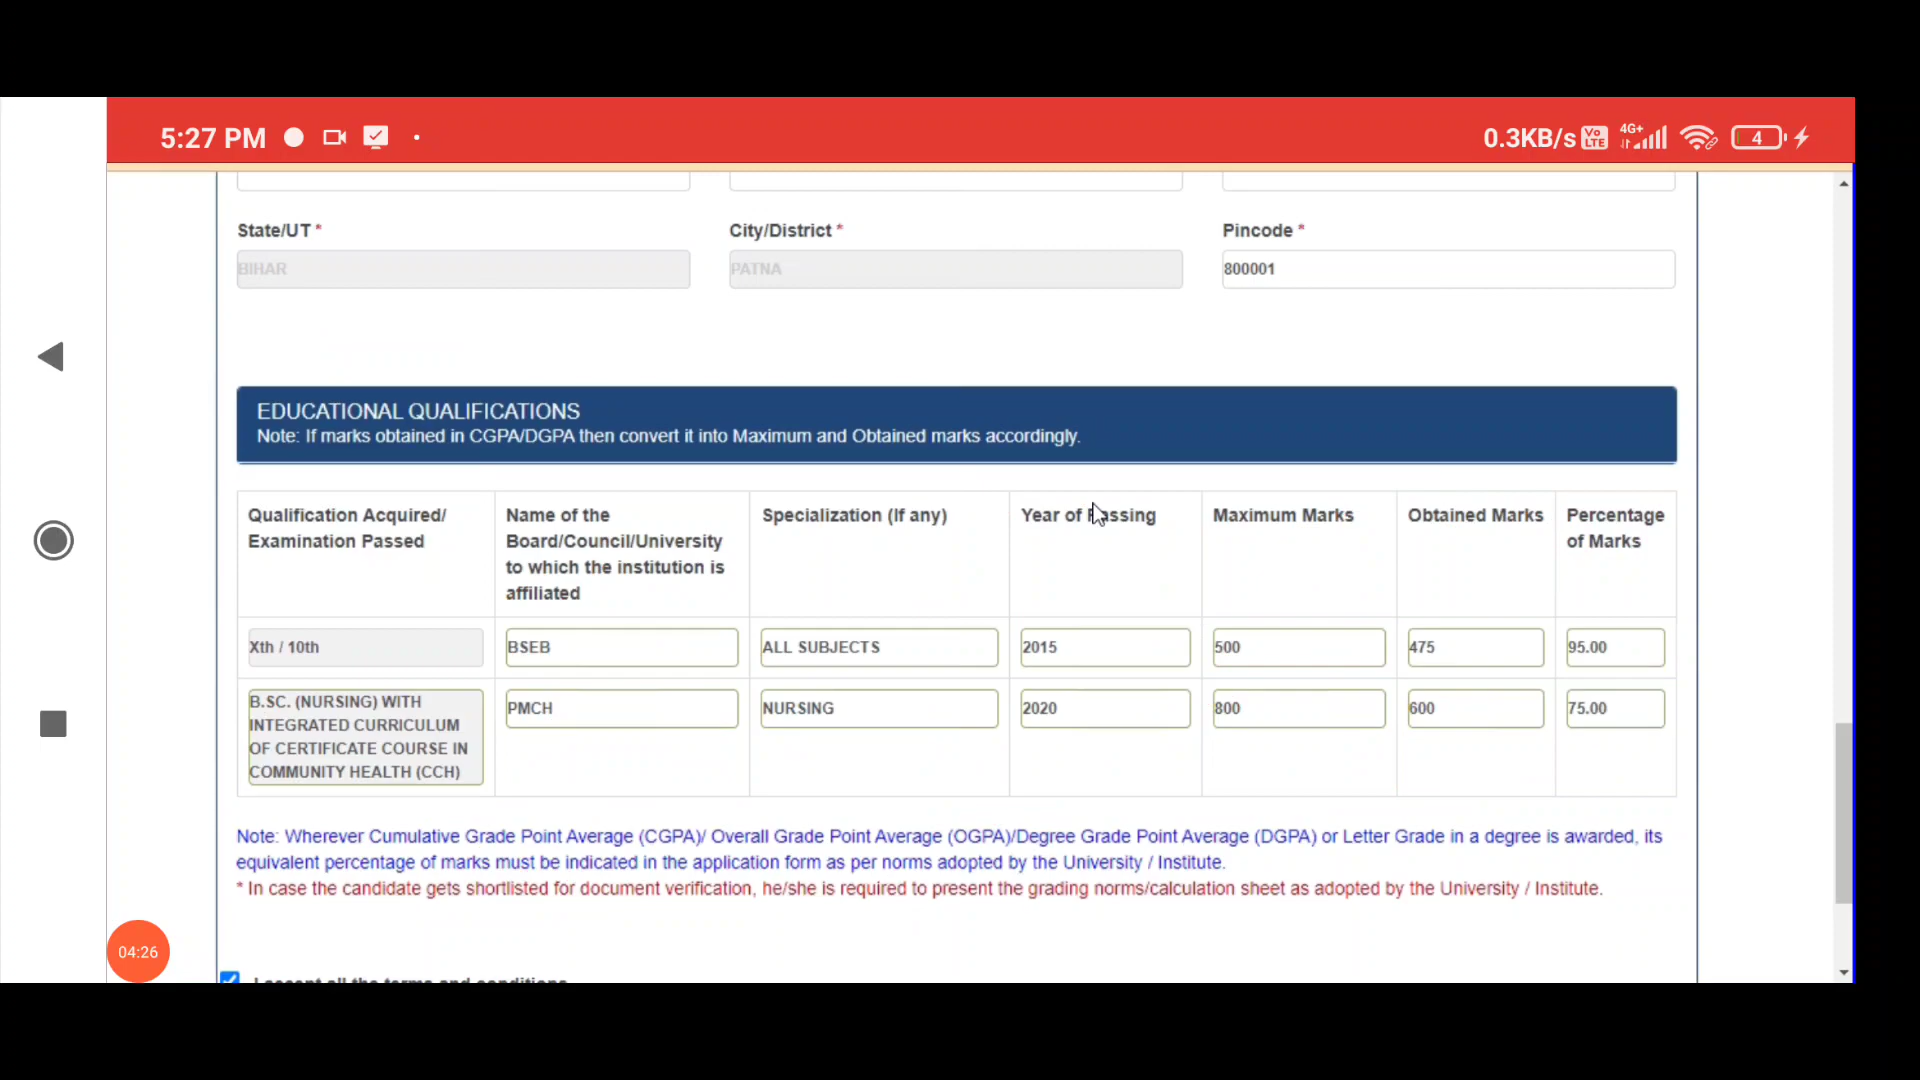 5:27 PM
0.3KB/s Vo LTE 4G+ 4
State/UT *
City/District *
Pincode *
BIHAR
PATNA
800001
EDUCATIONAL QUALIFICATIONS
Note: If marks obtained in CGPA/DGPA then convert it into Maximum and Obtained marks accordingly.
Qualification Acquired/
Examination Passed
Name of the
Board/Council/University
to which the institution is
affiliated
Specialization (If any)
Year of Passing
Maximum Marks
Obtained Marks
Percentage
of Marks
Xth / 10th
BSEB
ALL SUBJECTS
2015
500
475
95.00
B.SC. (NURSING) WITH
INTEGRATED CURRICULUM
OF CERTIFICATE COURSE IN
COMMUNITY HEALTH (CCH)
PMCH
NURSING
2020
800
600
75.00
Note: Wherever Cumulative Grade Point Average (CGPA)/ Overall Grade Point Average (OGPA)/Degree Grade Point Average (DGPA) or Letter Grade in a degree is awarded, its
equivalent percentage of marks must be indicated in the application form as per norms adopted by the University / Institute.
* In case the candidate gets shortlisted for document verification, he/she is required to present the grading norms/calculation sheet as adopted by the University / Institute.
04:26
I accept all the terms and conditions